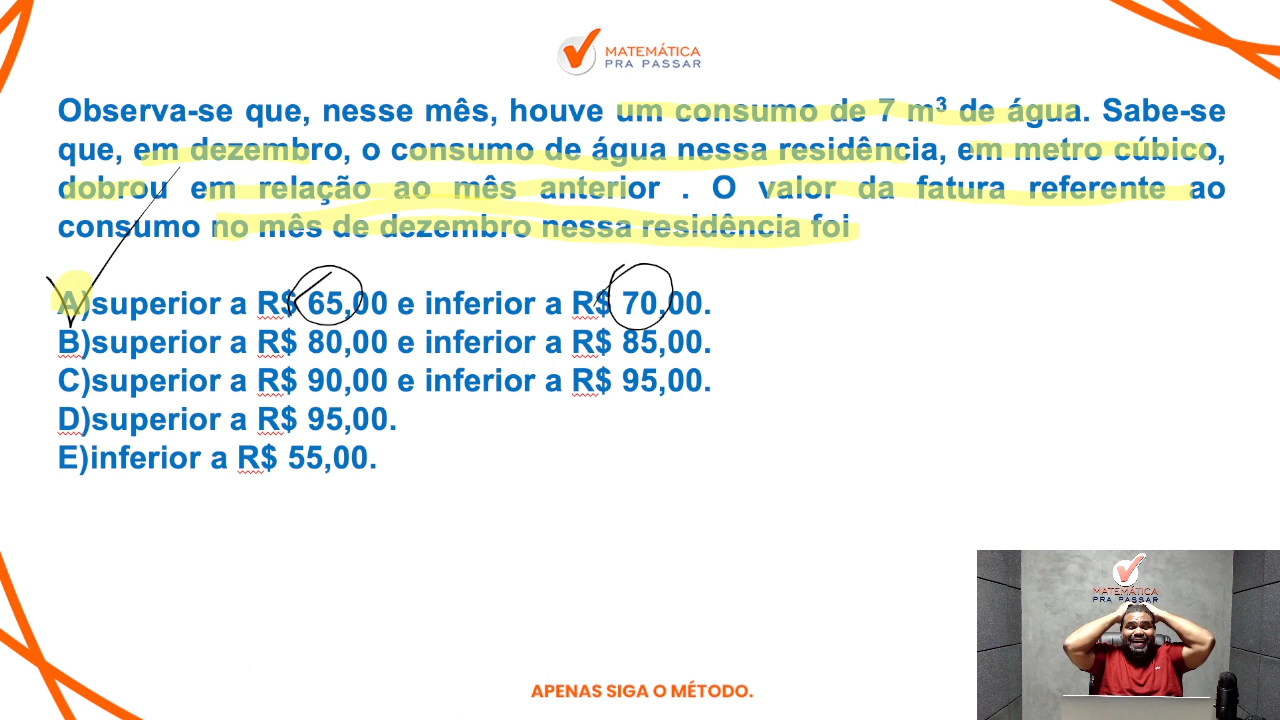 MATEMÁTICA
PRA PASSAR
Observa-se que, nesse mês, houve um consumo de 7 m³ de água. Sabe-se
que, em dezembro, o consumo de água nessa residência, em metro cúbico,
dobrou em relação ao mês anterior . O valor da fatura referente ao
consumo no mês de dezembro nessa residência foi
A)superior a R$ 65,00 e inferior a R$ 70,00.
B)superior a R$ 80,00 e inferior a R$ 85,00.
C)superior a R$ 90,00 e inferior a R$ 95,00.
D)superior a R$ 95,00.
E)inferior a R$ 55,00.
MATEMÁTICA
PRA PASSAR
APENAS SIGA O MÉTODO.